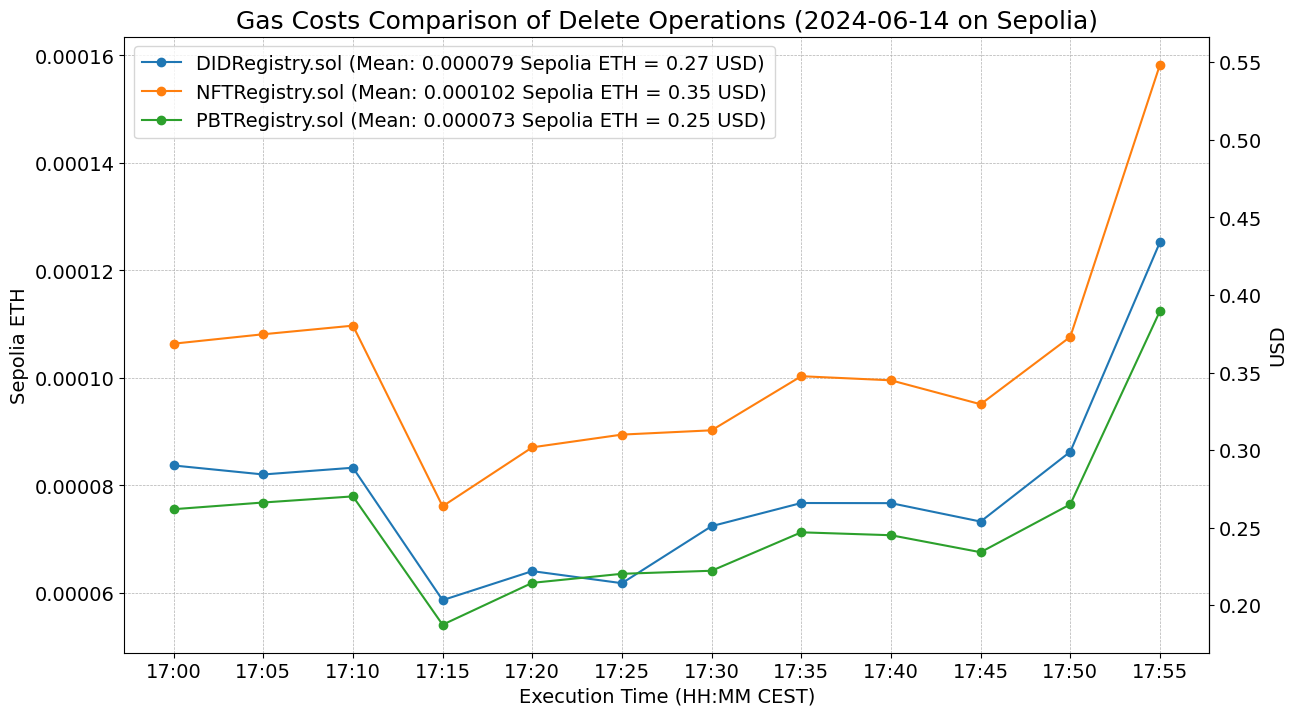 Gas Costs Comparison of Delete Operations (2024-06-14 on Sepolia)
DIDRegistry.sol (Mean: 0.000079 Sepolia ETH = 0.27 USD)
NFTRegistry.sol (Mean: 0.000102 Sepolia ETH = 0.35 USD)
PBTRegistry.sol (Mean: 0.000073 Sepolia ETH = 0.25 USD)
Sepolia ETH
0.00016
0.00014
0.00012
0.00010
0.00008
0.00006
0.55
0.50
0.45
0.40
0.35
0.30
0.25
0.20
USD
17:00 17:05 17:10 17:15 17:20 17:25 17:30 17:35 17:40 17:45 17:50 17:55
Execution Time (HH:MM CEST)